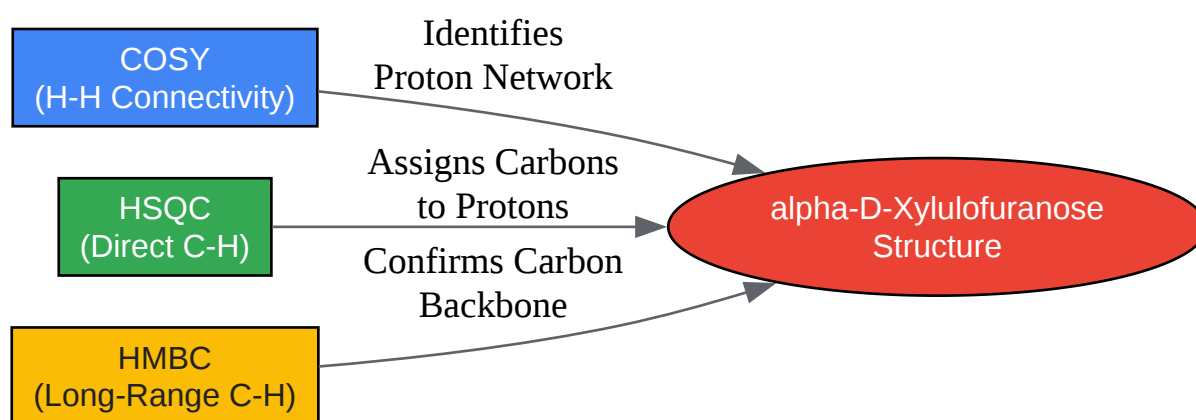 COSY
(H-H Connectivity)
Identifies
Proton Network
HSQC
(Direct C-H)
Assigns Carbons
to Protons
HMBC
(Long-Range C-H)
Confirms Carbon
Backbone
alpha-D-Xylulofuranose
Structure